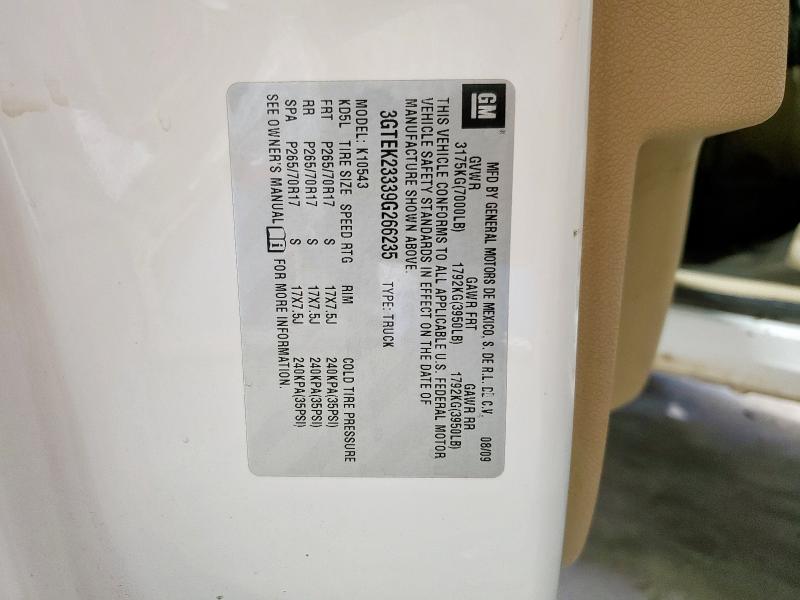 GM ®
MFD BY GENERAL MOTORS DE MEXICO, S. DE R.L. DE C.V. 08/09
GVWR GAWR FRT GAWR RR
3175KG(7000LB) 1792KG(3950LB) 1792KG(3950LB)
THIS VEHICLE CONFORMS TO ALL APPLICABLE U.S. FEDERAL MOTOR
VEHICLE SAFETY STANDARDS IN EFFECT ON THE DATE OF
MANUFACTURE SHOWN ABOVE.
3GTEK23339G266235 TYPE: TRUCK
MODEL: K10543
KD5L TIRE SIZE SPEED RTG RIM COLD TIRE PRESSURE
FRT P265/70R17 S 17X7.5J 240KPA(35PSI)
RR P265/70R17 S 17X7.5J 240KPA(35PSI)
SPA P265/70R17 S 17X7.5J 240KPA(35PSI)
SEE OWNER'S MANUAL FOR MORE INFORMATION.